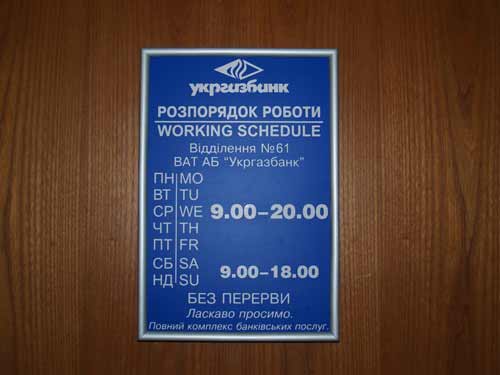 укргазбанк
РОЗПОРЯДОК РОБОТИ
WORKING SCHEDULE
Відділення №61
ВАТ АБ "Укргазбанк"
ПН MO
ВТ TU
СР WE 9.00–20.00
ЧТ TH
ПТ FR
СБ SA 9.00–18.00
НД SU
БЕЗ ПЕРЕРВИ
Ласкаво просимо.
Повний комплекс банківських послуг.